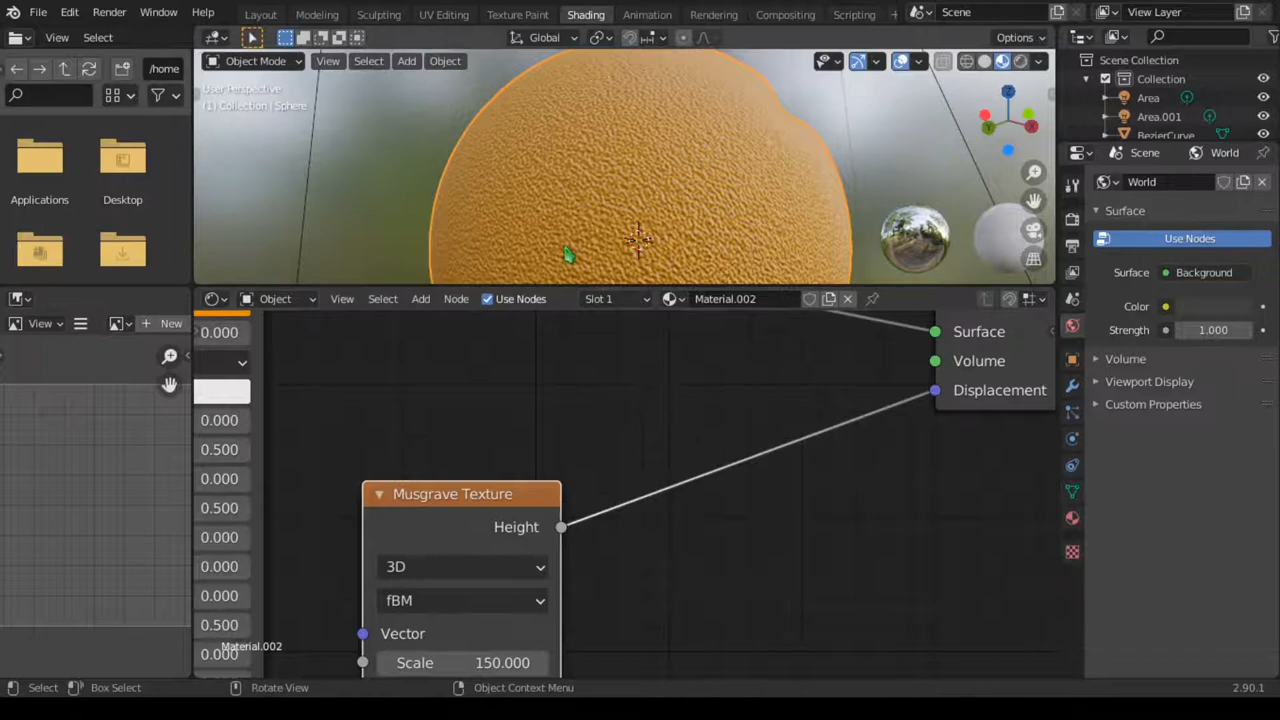 File Edit Render Window Help Layout Modeling Sculpting UV Editing Texture Paint Shading Animation Rendering Compositing Scripting + Scene View Layer
View Select Global Options
/home Object Mode View Select Add Object Scene Collection
User Perspective
(1) Collection | Sphere
Collection
Area
Area.001
BezierCurve
Scene World
World
Applications Desktop
Surface
Use Nodes
Surface: Background
Color:
Strength: 1.000
Volume
Viewport Display
Custom Properties
Object View Select Add Node Use Nodes Slot 1 Material.002
View + New
0.000
0.000
0.500
0.000
0.500
0.000
0.000
0.000
0.500
0.000
Surface
Volume
Displacement
Musgrave Texture
Height
3D
fBM
Vector
Scale 150.000
Material.002
Select Box Select Rotate View Object Context Menu 2.90.1